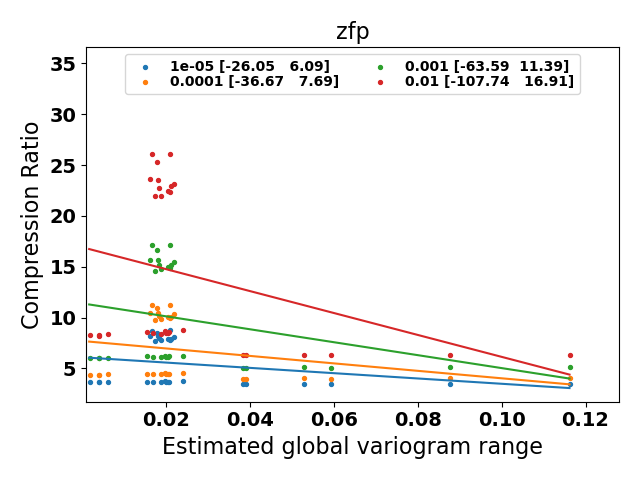 zfp
1e-05 [-26.05 6.09]
0.0001 [-36.67 7.69]
0.001 [-63.59 11.39]
0.01 [-107.74 16.91]
Compression Ratio
35
30
25
20
15
10
5
0.02 0.04 0.06 0.08 0.10 0.12
Estimated global variogram range